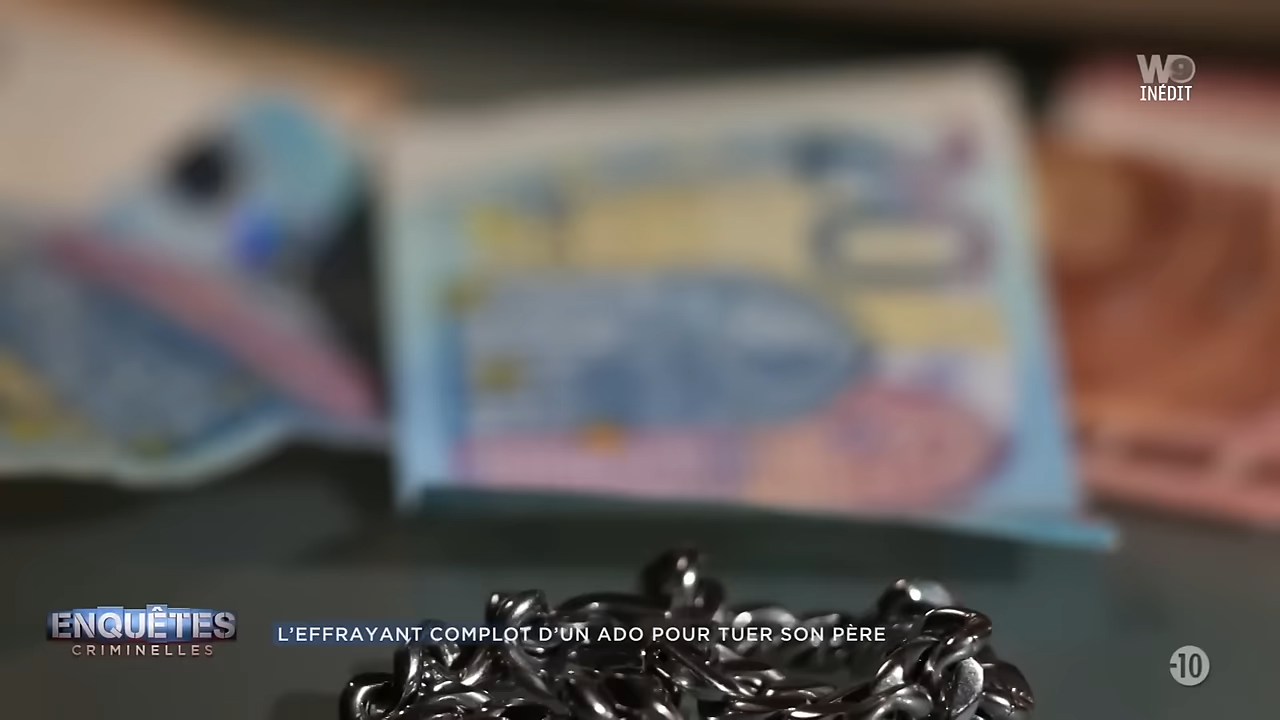 W9
INÉDIT
ENQUÊTES
CRIMINELLES
L'EFFRAYANT COMPLOT D'UN ADO POUR TUER SON PÈRE
-10